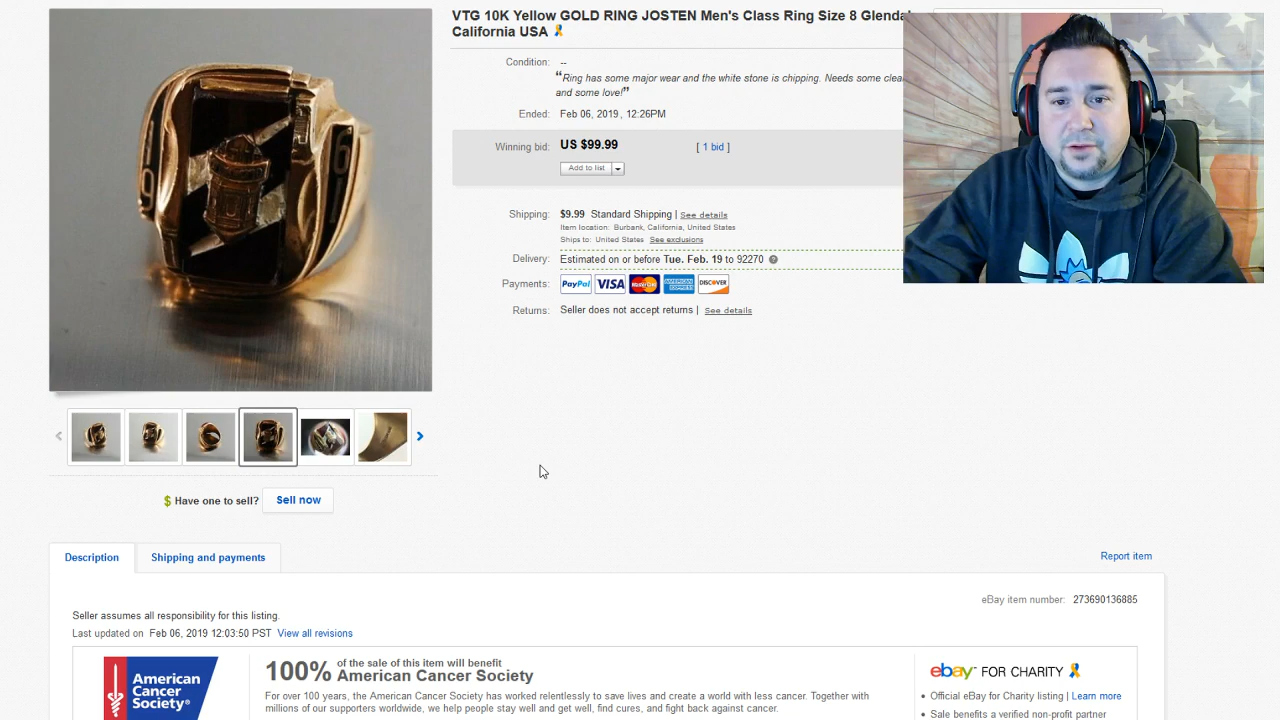 VTG 10K Yellow GOLD RING JOSTEN Men's Class Ring Size 8
California USA
Condition: --
“Ring has some major wear and the white stone is chipping. Needs some
and some love!”
Ended: Feb 06, 2019 , 12:26PM
Winning bid: US $99.99 [ 1 bid ]
Add to list
Shipping: $9.99 Standard Shipping | See details
Item location: Burbank, California, United States
Ships to: United States See exclusions
Delivery: Estimated on or before Tue. Feb. 19 to 92270 ?
Payments: PayPal VISA MasterCard AMERICAN EXPRESS DISCOVER
Returns: Seller does not accept returns | See details
$ Have one to sell? Sell now
Description Shipping and payments
Report item
eBay item number: 273690136885
Seller assumes all responsibility for this listing.
Last updated on Feb 06, 2019 12:03:50 PST View all revisions
American
Cancer
Society®
100% of the sale of this item will benefit
American Cancer Society
For over 100 years, the American Cancer Society has worked relentlessly to save lives and create a world with less cancer. Together with
millions of our supporters worldwide, we help people stay well and get well, find cures, and fight back against cancer.
ebay™ FOR CHARITY
• Official eBay for Charity listing | Learn more
• Sale benefits a verified non-profit partner